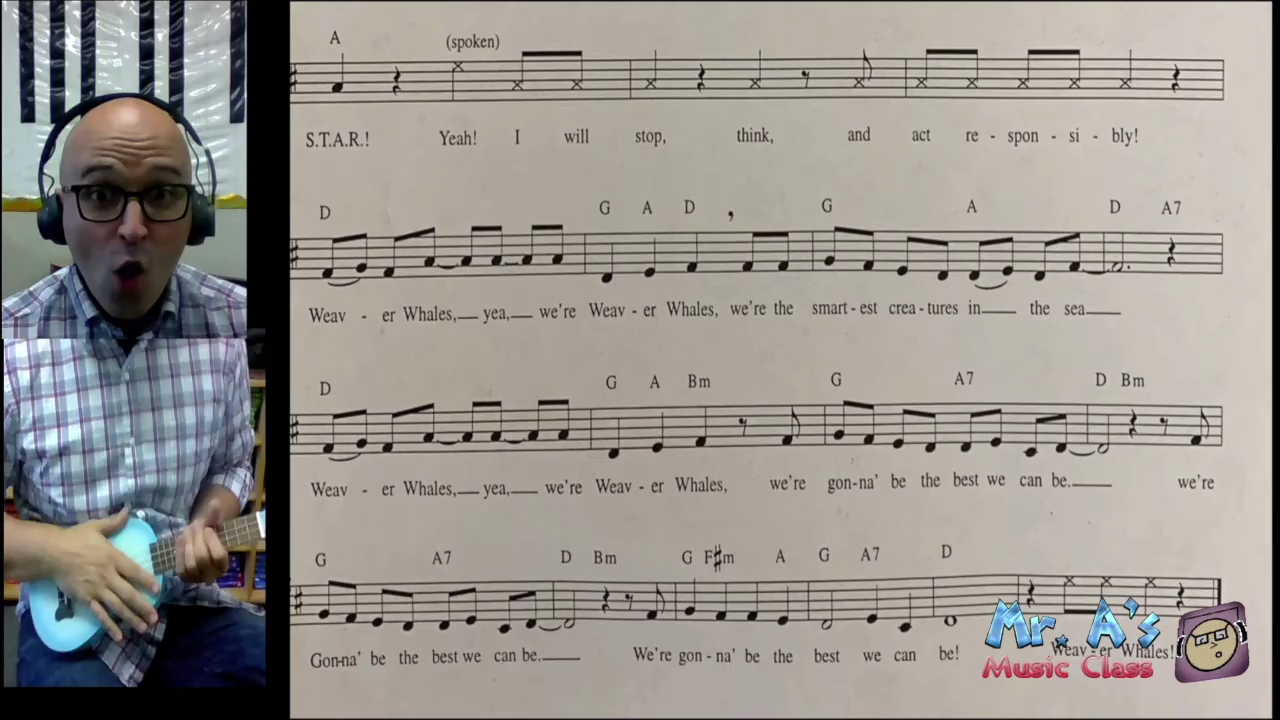 A (spoken)
S.T.A.R.! Yeah! I will stop, think, and act re - spon - si - bly!
D G A D , G A D A7
Weav - er Whales, yea, we're Weav - er Whales, we're the smart - est crea - tures in the sea
D G A Bm G A7 D Bm
Weav - er Whales, yea, we're Weav - er Whales, we're gon-na' be the best we can be. we're
G A7 D Bm G F#m A G A7 D
Gon-na' be the best we can be. We're gon - na' be the best we can be! Weav - er Whales!
Mr. A's
Music Class